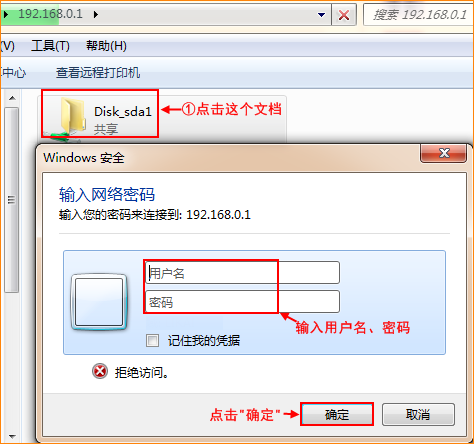 192.168.0.1
搜索 192.168.0.1
(V) 工具(T) 帮助(H)
中心 查看远程打印机
Disk_sda1
共享
①点击这个文档
Windows 安全
输入网络密码
输入您的密码来连接到: 192.168.0.1
用户名
密码
输入用户名、密码
记住我的凭据
拒绝访问。
点击"确定"
确定
取消